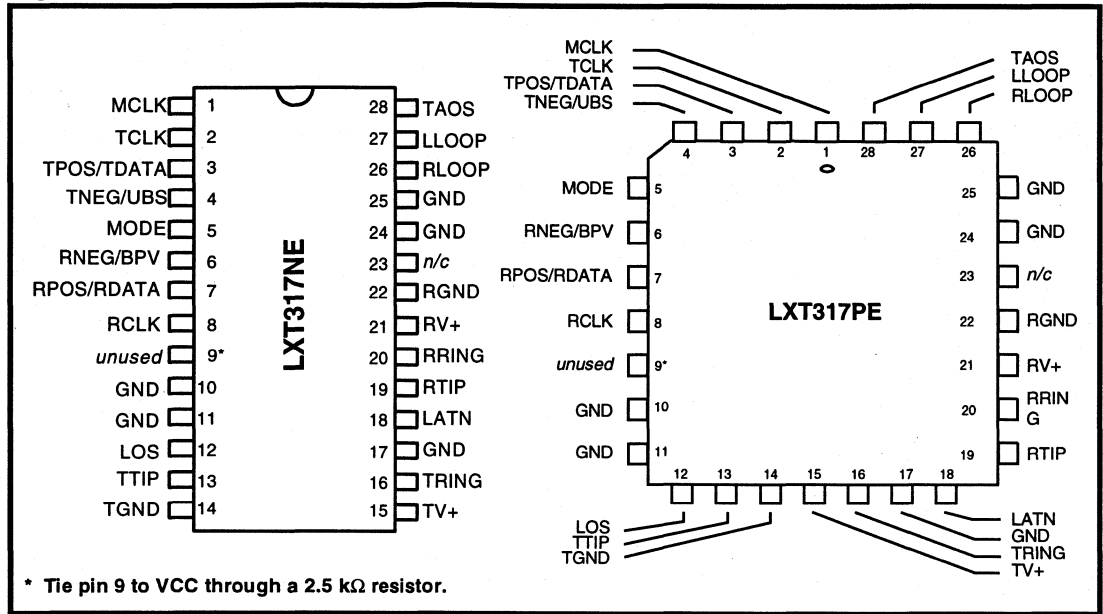 MCLK 1 28 TAOS
TCLK 2 27 LLOOP
TPOS/TDATA 3 26 RLOOP
TNEG/UBS 4 25 GND
MODE 5 24 GND
RNEG/BPV 6 23 n/c
RPOS/RDATA 7 22 RGND
RCLK 8 21 RV+
unused 9* 20 RRING
GND 10 19 RTIP
GND 11 18 LATN
LOS 12 17 GND
TTIP 13 16 TRING
TGND 14 15 TV+
LXT317NE
MCLK
TCLK
TPOS/TDATA
TNEG/UBS
TAOS
LLOOP
RLOOP
4 3 2 1 28 27 26
MODE 5 25 GND
RNEG/BPV 6 24 GND
RPOS/RDATA 7 23 n/c
LXT317PE
RCLK 8 22 RGND
unused 9* 21 RV+
GND 10 20 RRIN
G
GND 11 19 RTIP
12 13 14 15 16 17 18
LOS
TTIP
TGND
LATN
GND
TRING
TV+
* Tie pin 9 to VCC through a 2.5 kΩ resistor.